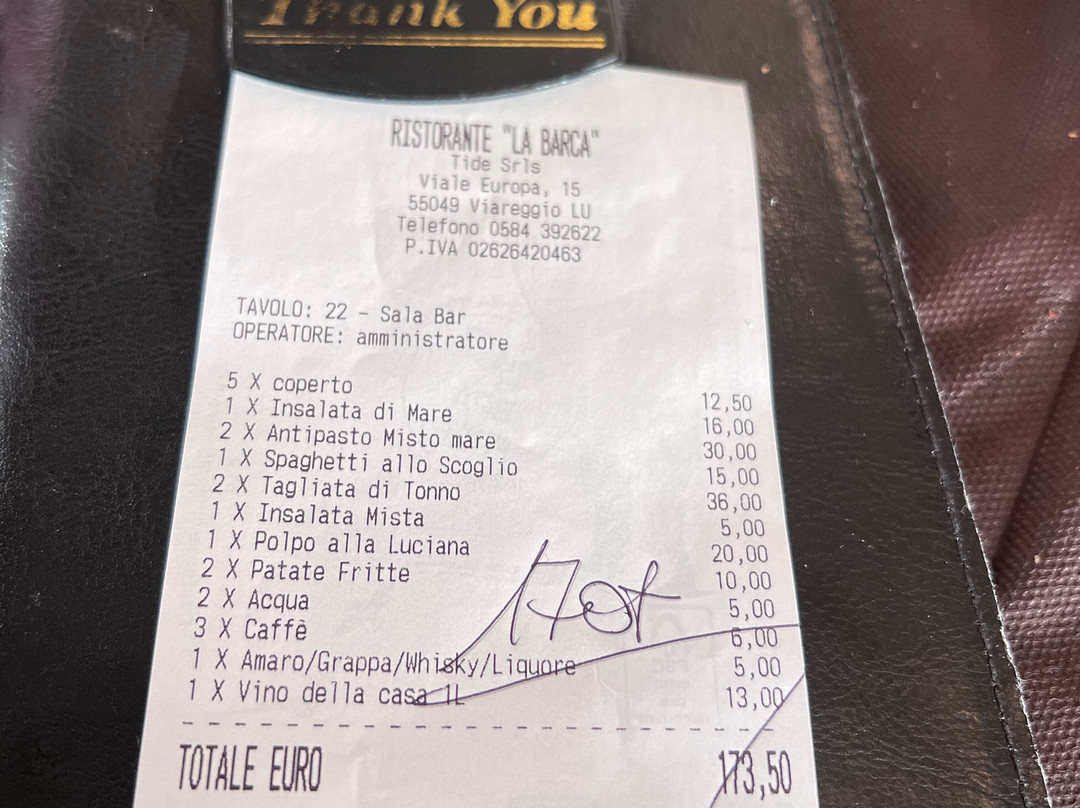 Thank You
RISTORANTE "LA BARCA"
Tide Srls
Viale Europa, 15
55049 Viareggio LU
Telefono 0584 392622
P.IVA 02626420463
TAVOLO: 22 - Sala Bar
OPERATORE: amministratore
5 X coperto 12,50
1 X Insalata di Mare 16,00
2 X Antipasto Misto mare 30,00
1 X Spaghetti allo Scoglio 15,00
2 X Tagliata di Tonno 36,00
1 X Insalata Mista 5,00
1 X Polpo alla Luciana 20,00
2 X Patate Fritte 10,00
2 X Acqua 5,00
3 X Caffè 6,00
1 X Amaro/Grappa/Whisky/Liquore 5,00
1 X Vino della casa 1L 13,00
170
TOTALE EURO 173,50